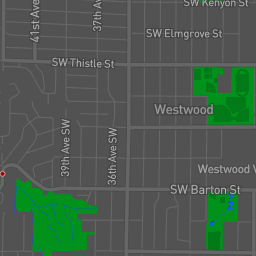 SW Kenyon St
41st Ave
37th Ave
SW Elmgrove St
SW Thistle St
Westwood
39th Ave SW
36th Ave SW
Westwood V
SW Barton St